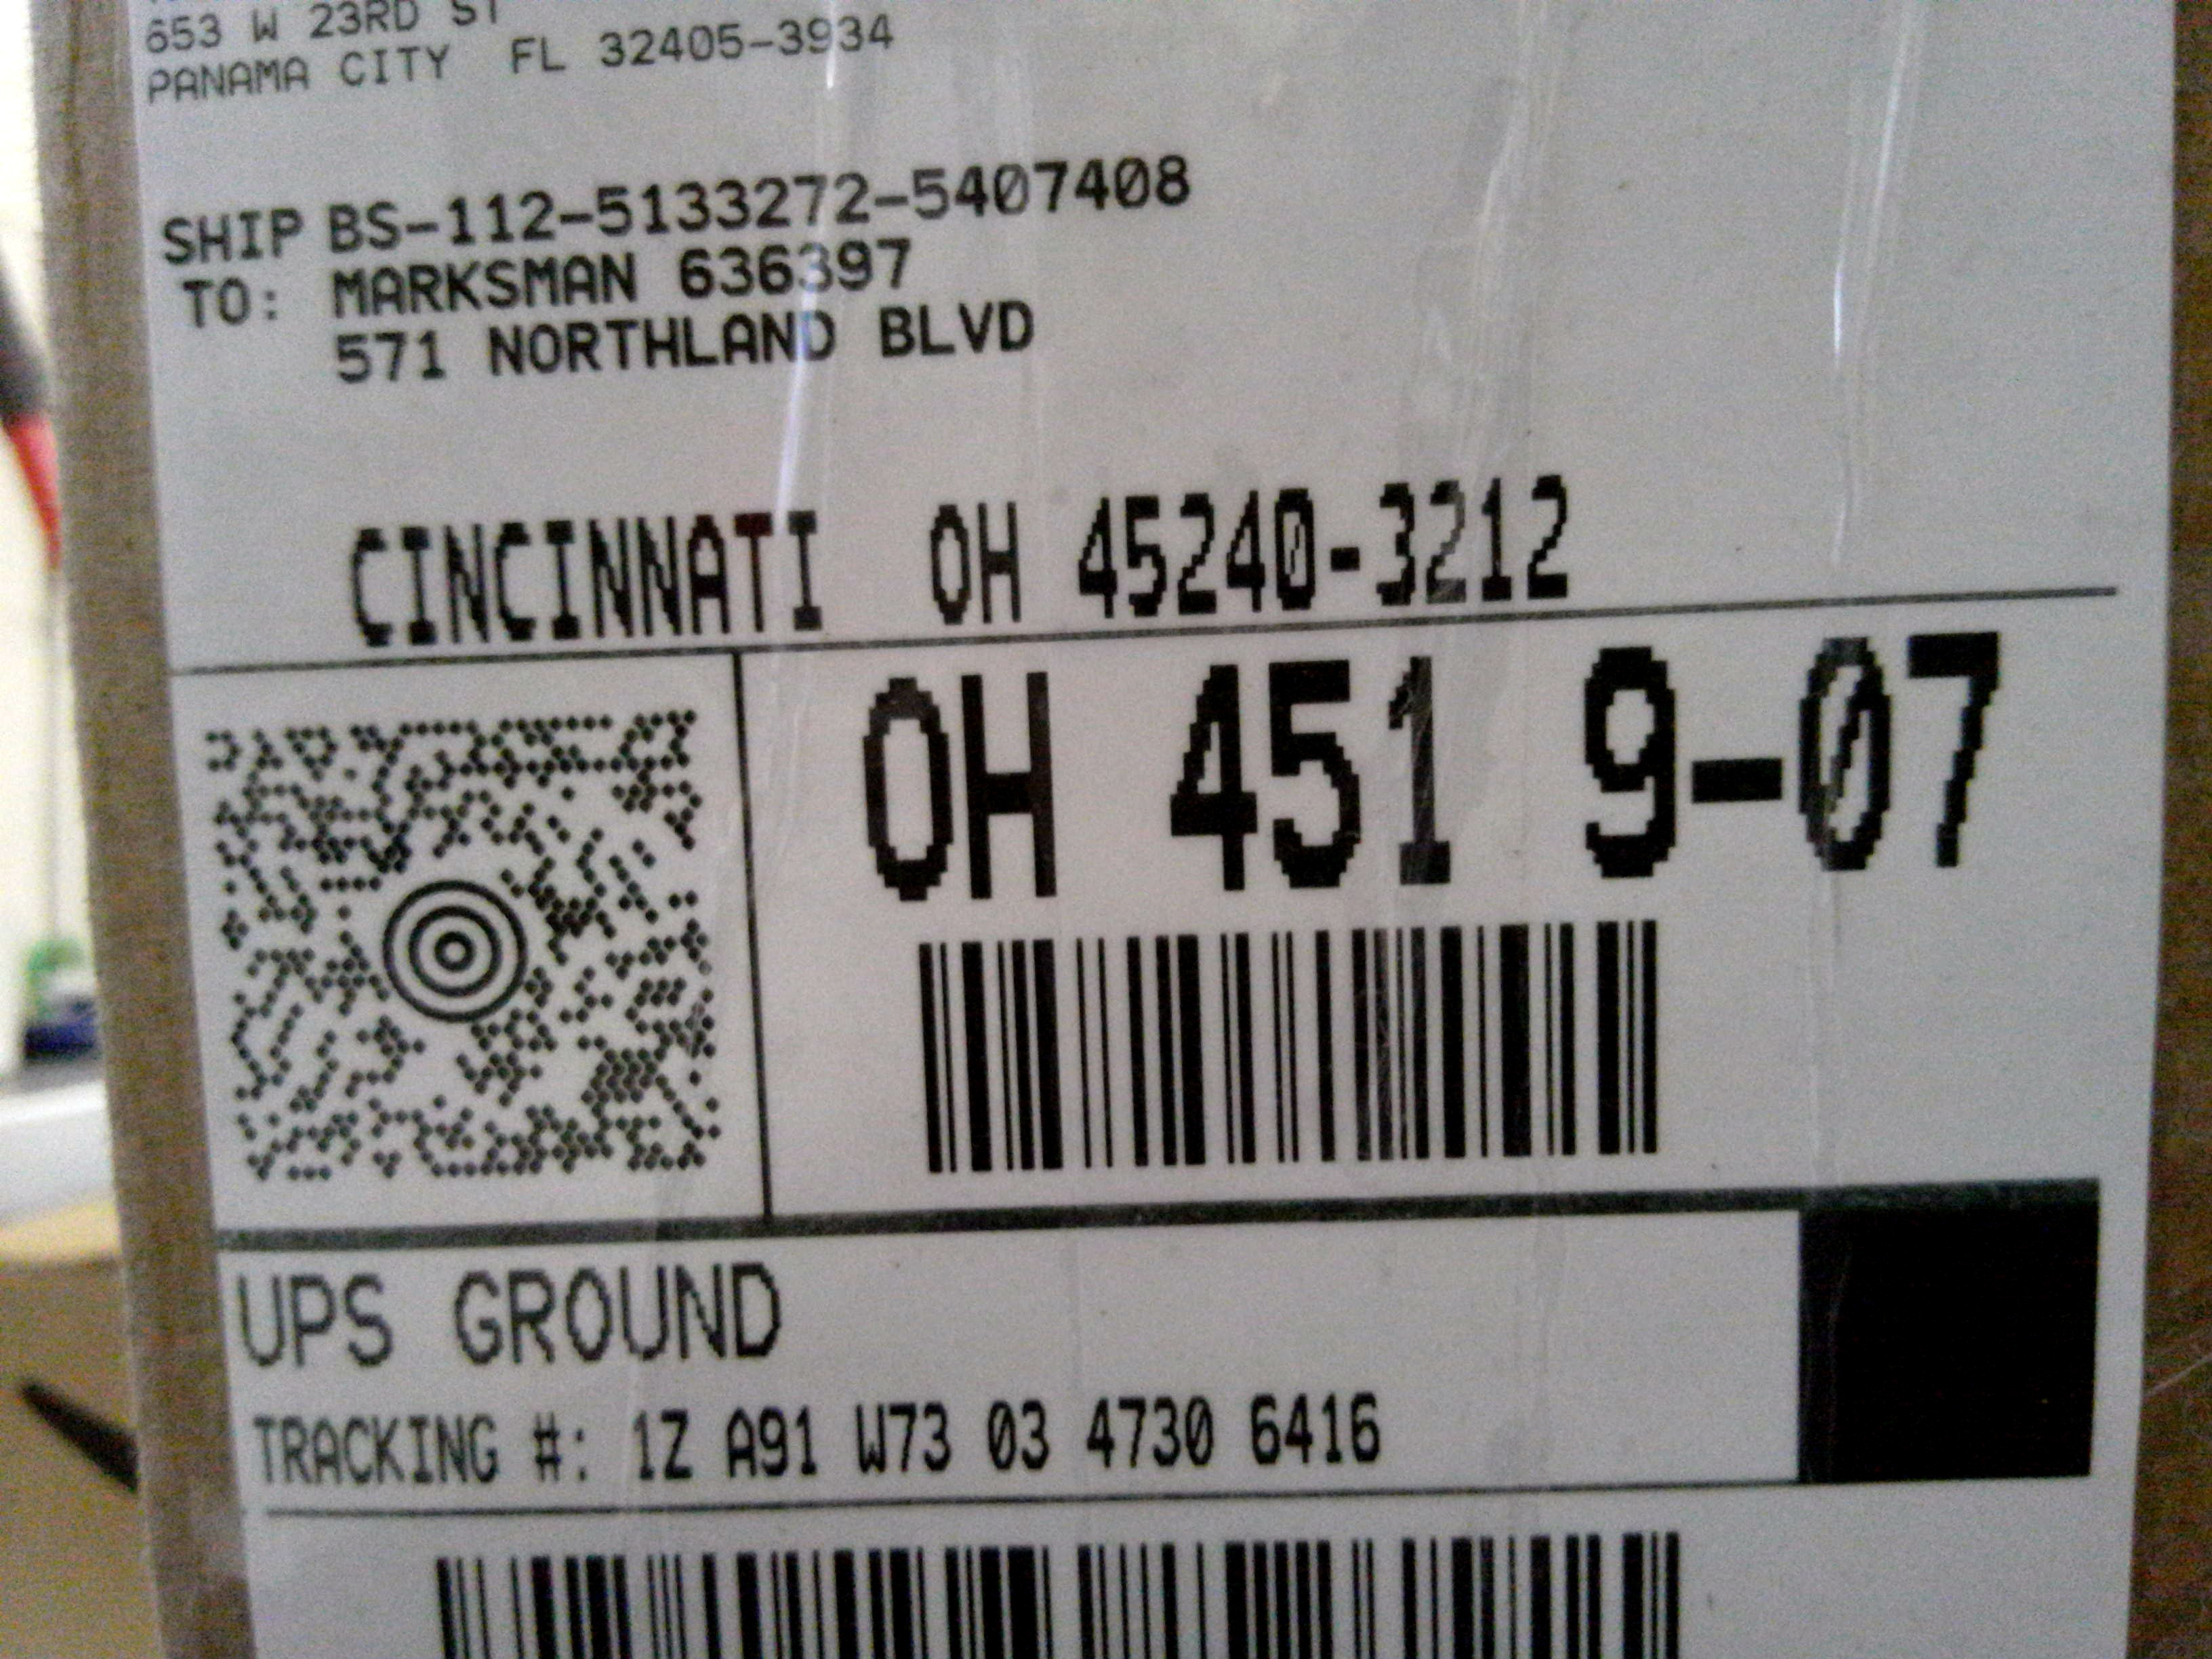 653 W 23RD ST
PANAMA CITY FL 32405-3934
SHIP BS-112-5133272-5407408
TO: MARKSMAN 636397
571 NORTHLAND BLVD
CINCINNATI OH 45240-3212
OH 451 9-07
UPS GROUND
TRACKING #: 1Z A91 W73 03 4730 6416